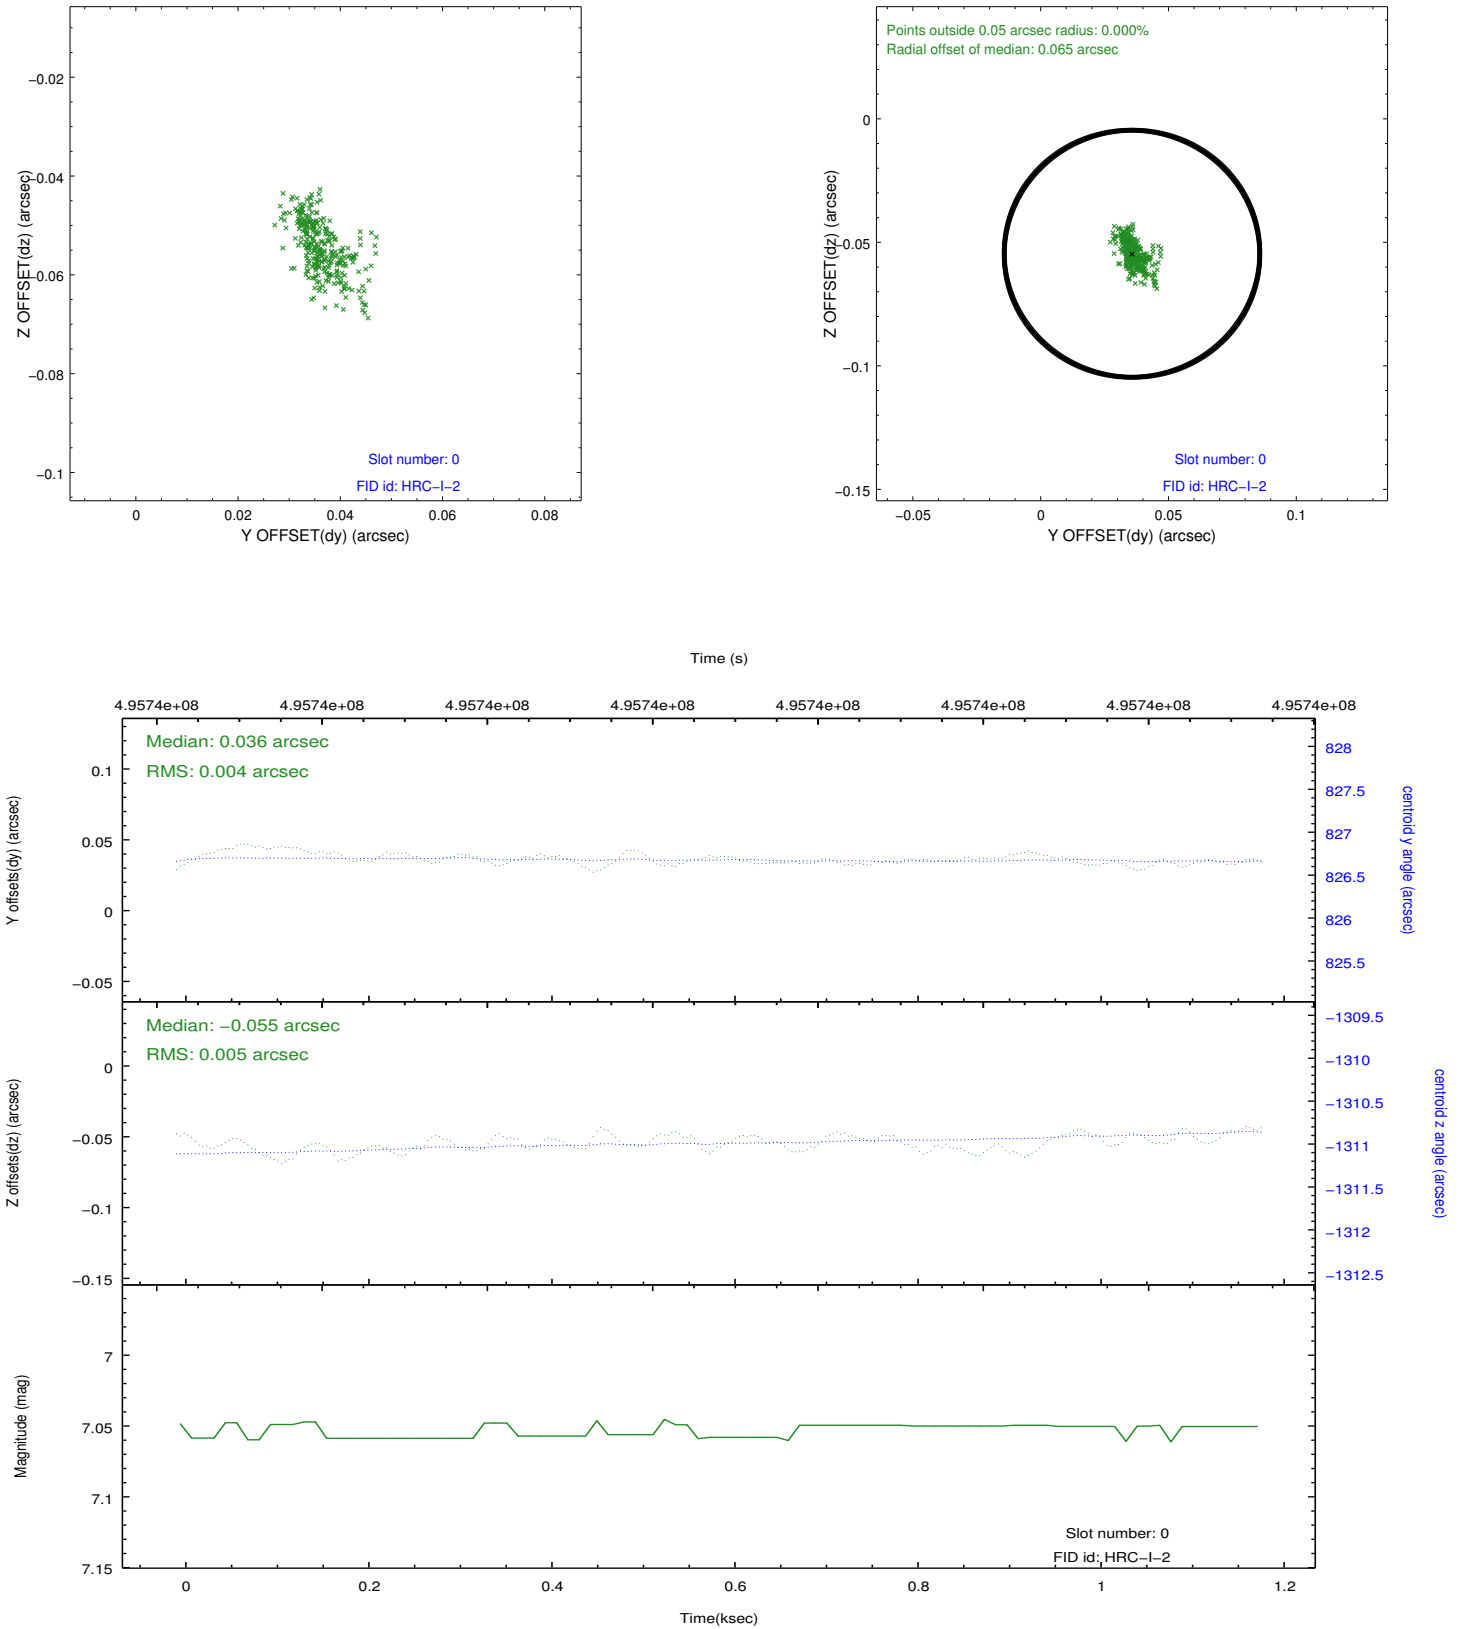 −0.02
−0.04
−0.06
−0.08
−0.1
Z OFFSET(dz) (arcsec)
Slot number: 0
FID id: HRC−I−2
0 0.02 0.04 0.06 0.08
Y OFFSET(dy) (arcsec)
Points outside 0.05 arcsec radius: 0.000%
Radial offset of median: 0.065 arcsec
0
−0.05
−0.1
−0.15
Z OFFSET(dz) (arcsec)
Slot number: 0
FID id: HRC−I−2
−0.05 0 0.05 0.1
Y OFFSET(dy) (arcsec)
Time (s)
4.9574e+08 4.9574e+08 4.9574e+08 4.9574e+08 4.9574e+08 4.9574e+08 4.9574e+08 4.9574e+08
Median: 0.036 arcsec
RMS: 0.004 arcsec
0.1
0.05
0
−0.05
Y offsets(dy) (arcsec)
828
827.5
827
826.5
826
825.5
centroid y angle (arcsec)
Median: −0.055 arcsec
RMS: 0.005 arcsec
0
−0.05
−0.1
−0.15
Z offsets(dz) (arcsec)
−1309.5
−1310
−1310.5
−1311
−1311.5
−1312
−1312.5
centroid z angle (arcsec)
7
7.05
7.1
7.15
Magnitude (mag)
Slot number: 0
FID id: HRC−I−2
0 0.2 0.4 0.6 0.8 1 1.2
Time(ksec)